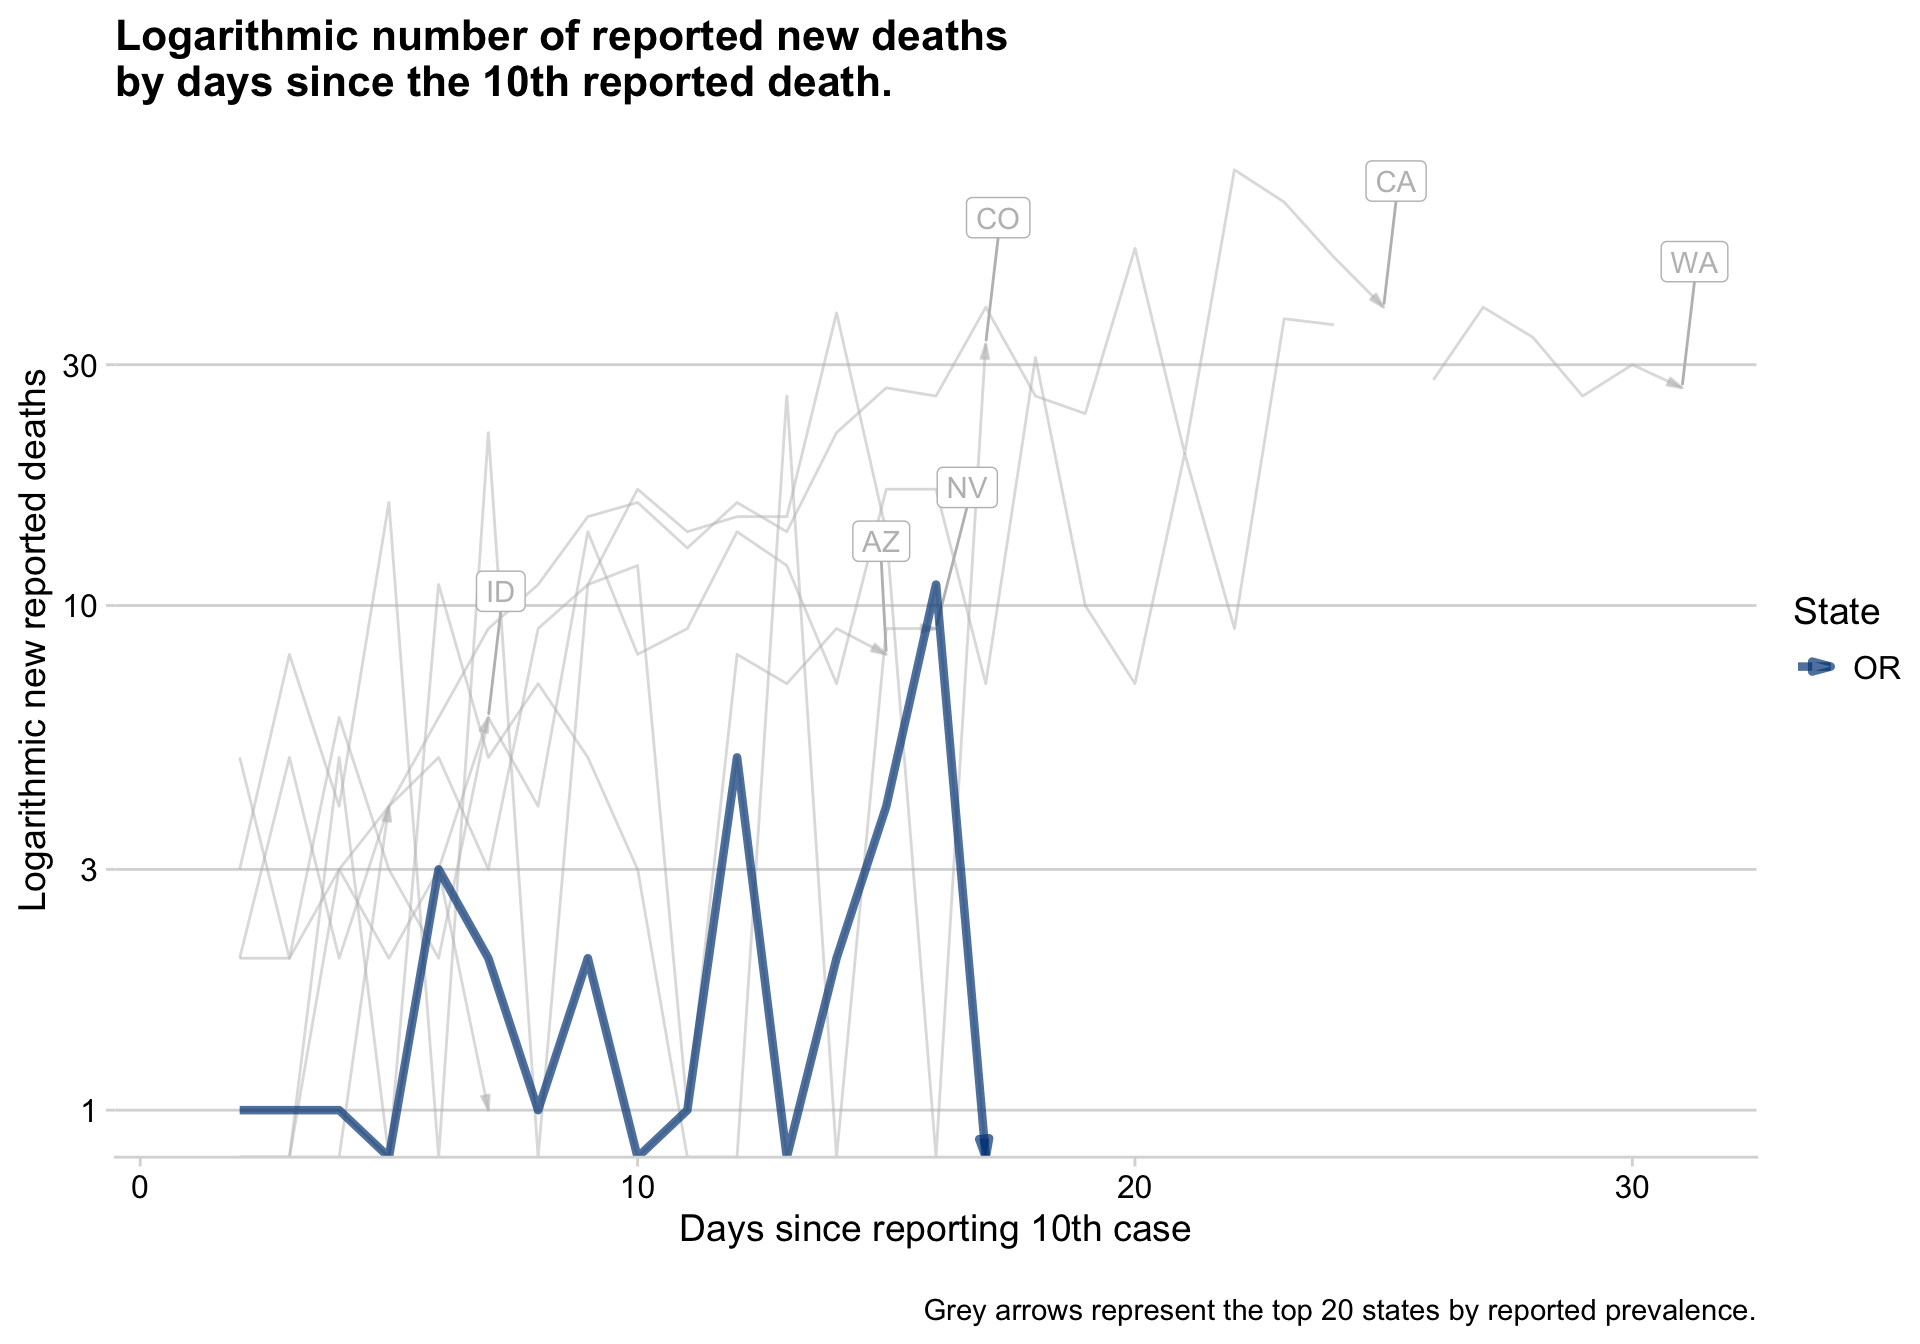 Logarithmic number of reported new deaths
by days since the 10th reported death.
CA
CO
WA
30
NV
AZ
ID
10
3
1
Logarithmic new reported deaths
State
OR
0
10
20
30
Days since reporting 10th case
Grey arrows represent the top 20 states by reported prevalence.